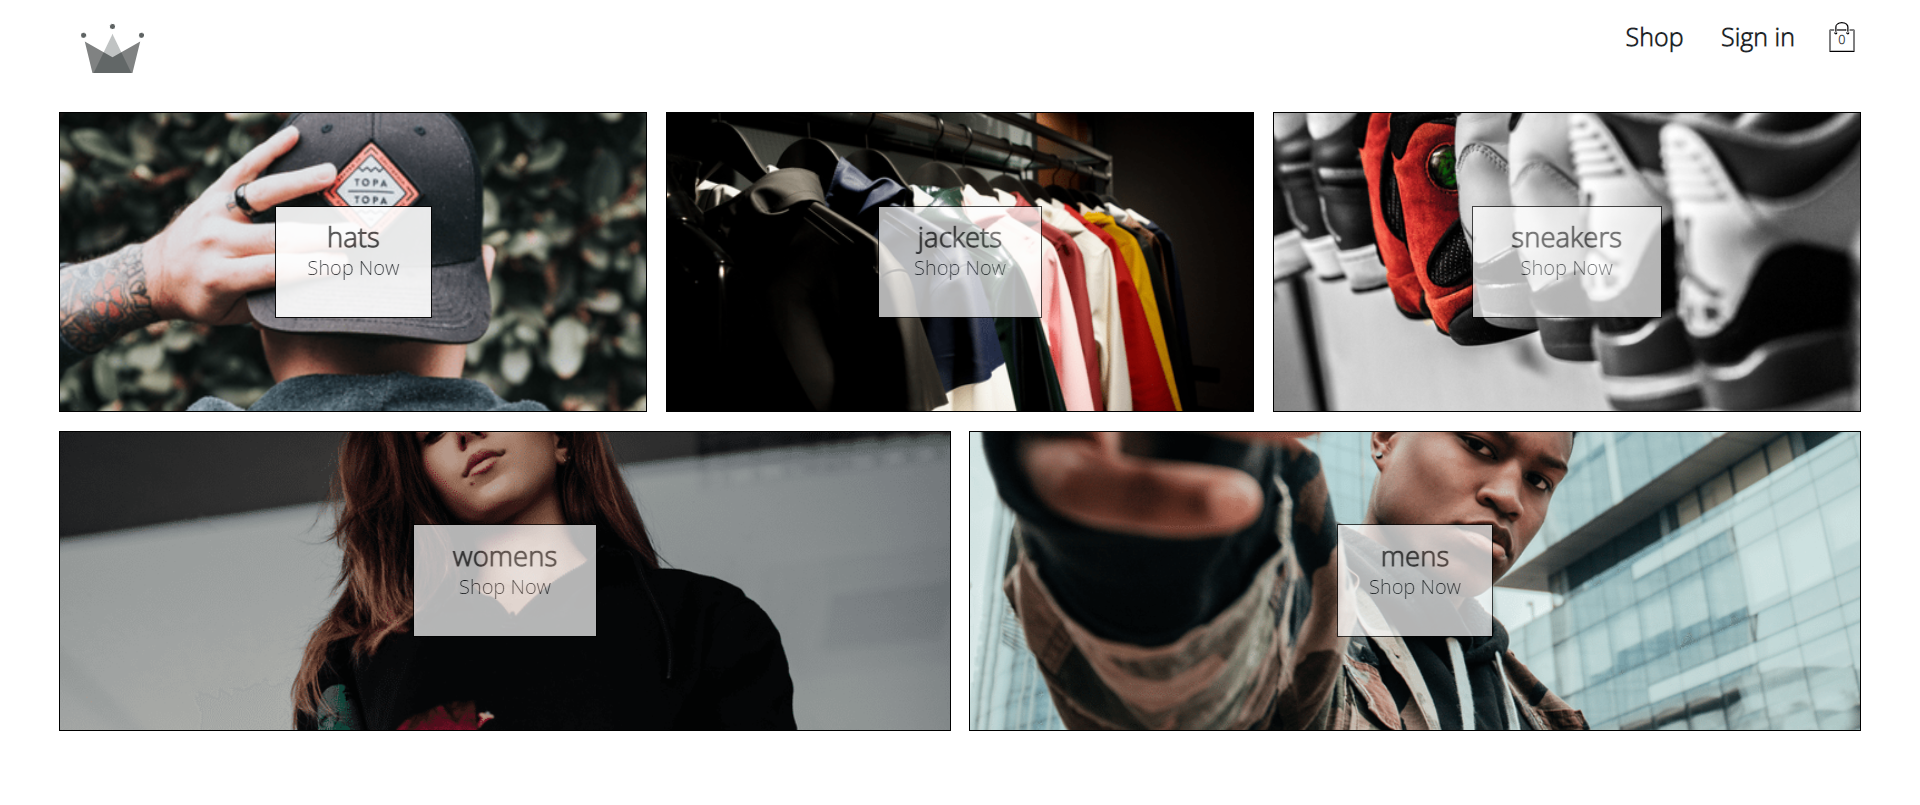 Shop
Sign in
0
TOPA
TOPA
hats
Shop Now
jackets
Shop Now
sneakers
Shop Now
womens
Shop Now
mens
Shop Now